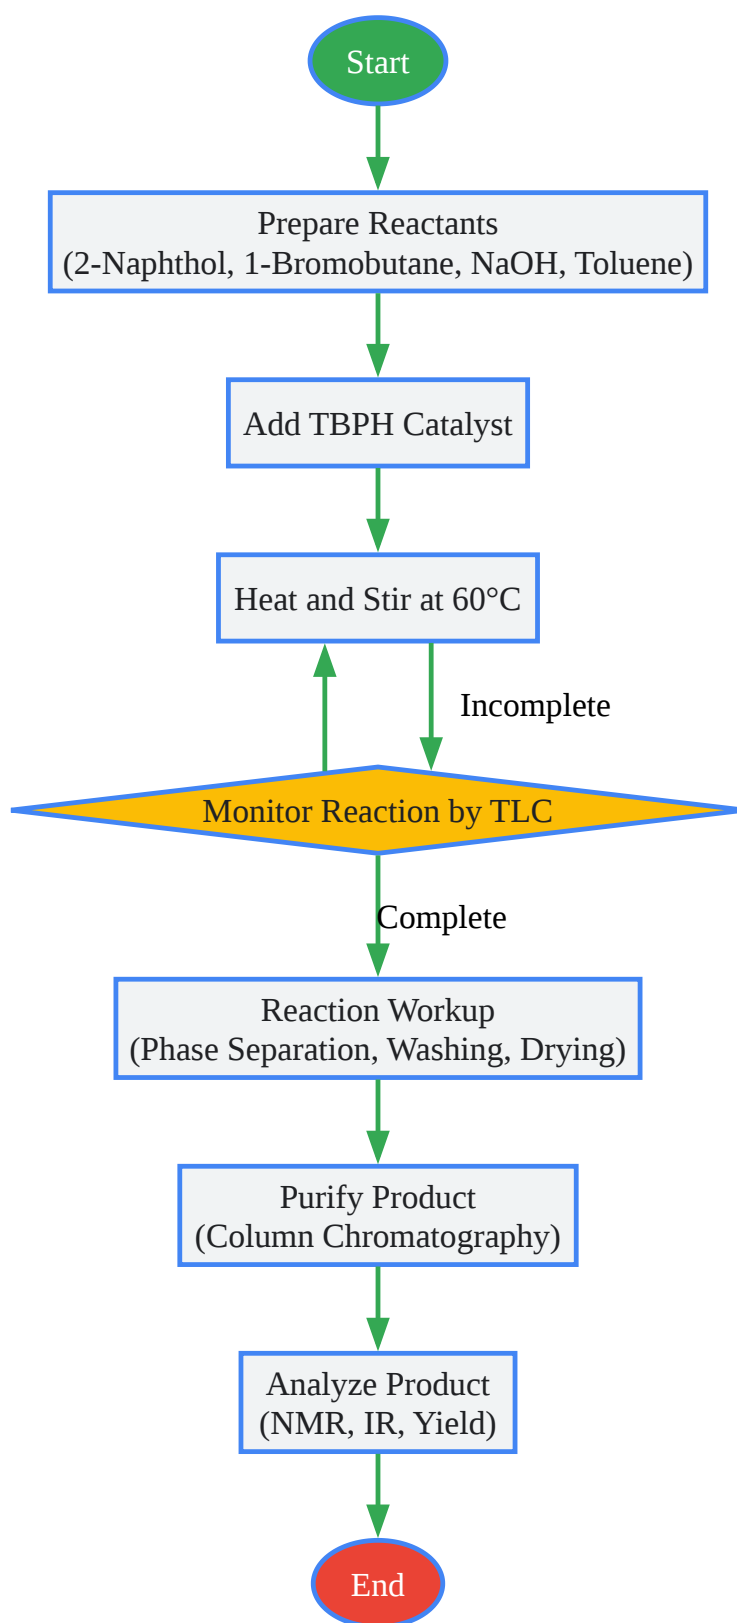 Start
Prepare Reactants
(2-Naphthol, 1-Bromobutane, NaOH, Toluene)
Add TBPH Catalyst
Heat and Stir at 60°C
Incomplete
Monitor Reaction by TLC
Complete
Reaction Workup
(Phase Separation, Washing, Drying)
Purify Product
(Column Chromatography)
Analyze Product
(NMR, IR, Yield)
End